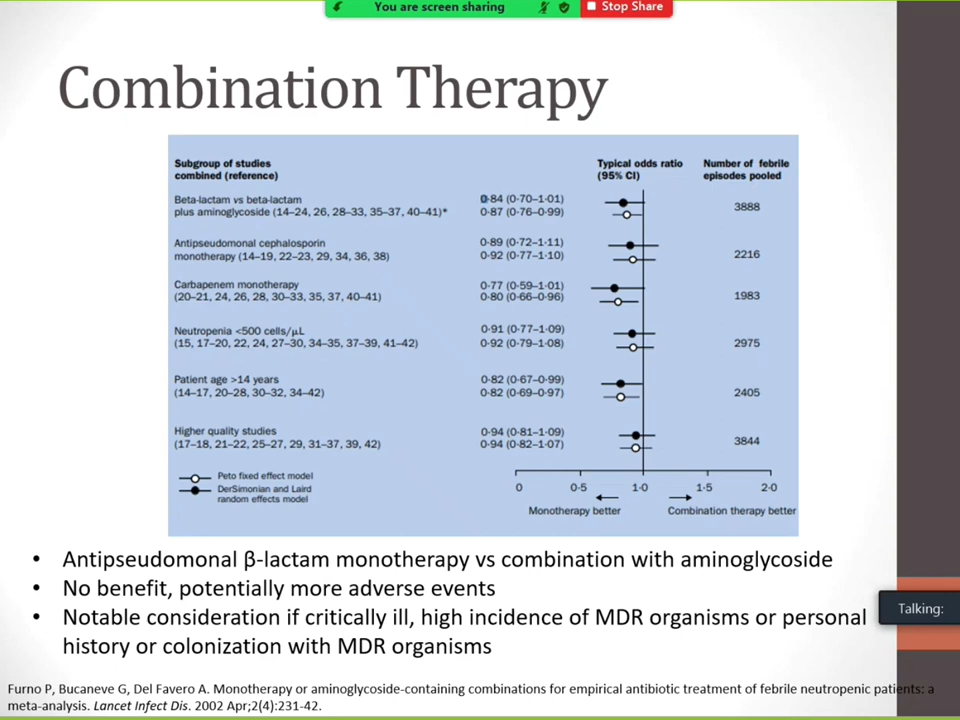 You are screen sharing
Stop Share
Combination Therapy
Subgroup of studies combined (reference)
Typical odds ratio (95% CI)
Number of febrile episodes pooled
Beta-lactam vs beta-lactam
0·84 (0·70–1·01)
plus aminoglycoside (14–24, 26, 28–33, 35–37, 40–41)*
0·87 (0·76–0·99)
3888
Antipseudomonal cephalosporin
0·89 (0·72–1·11)
monotherapy (14–19, 22–23, 29, 34, 36, 38)
0·92 (0·77–1·10)
2216
Carbapenem monotherapy
0·77 (0·59–1·01)
(20–21, 24, 26, 28, 30–33, 35, 37, 40–41)
0·80 (0·66–0·96)
1983
Neutropenia <500 cells/μL
0·91 (0·77–1·09)
(15, 17–20, 22, 24, 27–30, 34–35, 37–39, 41–42)
0·92 (0·79–1·08)
2975
Patient age >14 years
0·82 (0·67–0·99)
(14–17, 20–28, 30–32, 34–42)
0·82 (0·69–0·97)
2405
Higher quality studies
0·94 (0·81–1·09)
(17–18, 21–22, 25–27, 29, 31–37, 39, 42)
0·94 (0·82–1·07)
3844
Peto fixed effect model
DerSimonian and Laird
random effects model
0 0·5 1·0 1·5 2·0
Monotherapy better
Combination therapy better
• Antipseudomonal β-lactam monotherapy vs combination with aminoglycoside
• No benefit, potentially more adverse events
• Notable consideration if critically ill, high incidence of MDR organisms or personal
history or colonization with MDR organisms
Talking:
Furno P, Bucaneve G, Del Favero A. Monotherapy or aminoglycoside-containing combinations for empirical antibiotic treatment of febrile neutropenic patients: a
meta-analysis. Lancet Infect Dis. 2002 Apr;2(4):231-42.